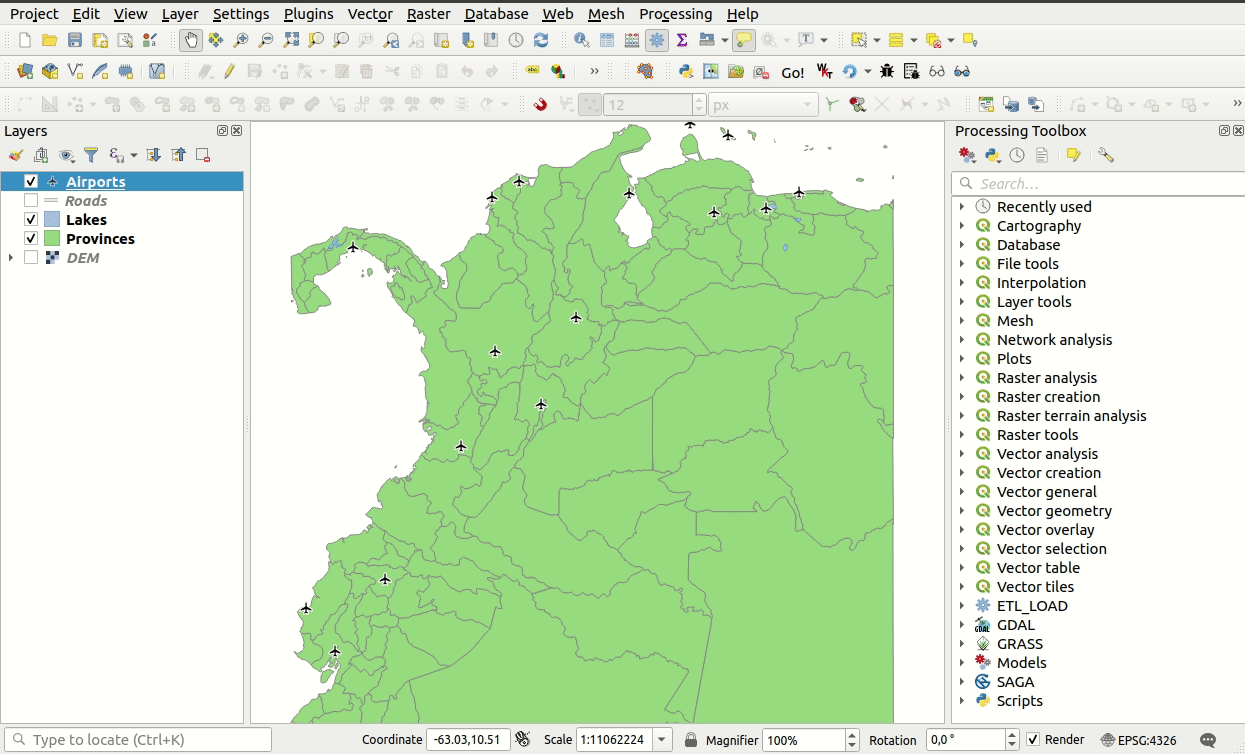 Project Edit View Layer Settings Plugins Vector Raster Database Web Mesh Processing Help
abc Go!
12 px
Layers
Airports
Roads
Lakes
Provinces
DEM
Processing Toolbox
Search…
Recently used
Cartography
Database
File tools
Interpolation
Layer tools
Mesh
Network analysis
Plots
Raster analysis
Raster creation
Raster terrain analysis
Raster tools
Vector analysis
Vector creation
Vector general
Vector geometry
Vector overlay
Vector selection
Vector table
Vector tiles
ETL_LOAD
GDAL
GRASS
Models
SAGA
Scripts
Type to locate (Ctrl+K) Coordinate -63.03,10.51 Scale 1:11062224 Magnifier 100% Rotation 0,0 ° Render EPSG:4326